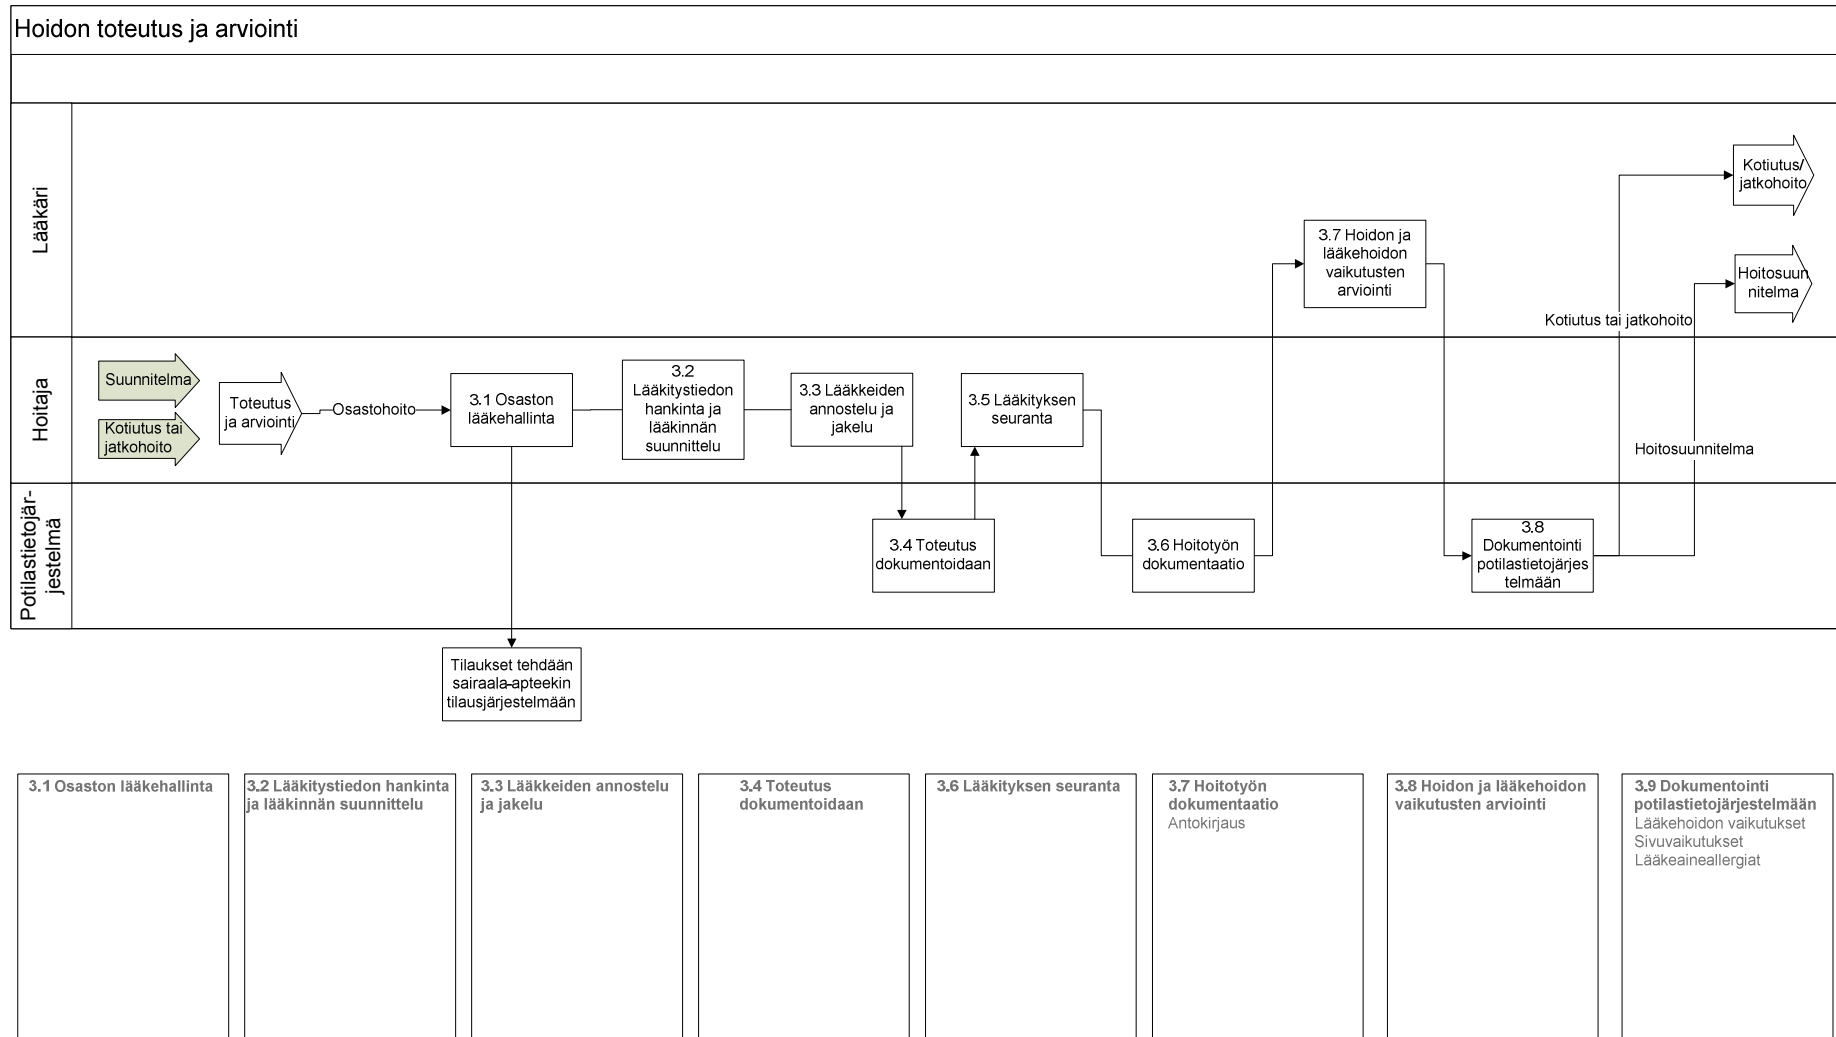 Hoidon toteutus ja arviointi
Lääkäri
Kotiutus/
jatkohoito
3.7 Hoidon ja
lääkehoidon
vaikutusten
arviointi
Hoitosuun
nitelma
Kotiutus tai jatkohoito
Hoitaja
Suunnitelma
Kotiutus tai
jatkohoito
Toteutus
ja arviointi
Osastohoito
3.1 Osaston
lääkehallinta
3.2
Lääkitystiedon
hankinta ja
lääkinnän
suunnittelu
3.3 Lääkkeiden
annostelu ja
jakelu
3.5 Lääkityksen
seuranta
Hoitosuunnitelma
Potilastietojär-
jestelmä
3.4 Toteutus
dokumentoidaan
3.6 Hoitotyön
dokumentaatio
3.8
Dokumentointi
potilastietojärjes
telmään
Tilaukset tehdään
sairaala-apteekin
tilausjärjestelmään
3.1 Osaston lääkehallinta
3.2 Lääkitystiedon hankinta
ja lääkinnän suunnittelu
3.3 Lääkkeiden annostelu
ja jakelu
3.4 Toteutus
dokumentoidaan
3.6 Lääkityksen seuranta
3.7 Hoitotyön
dokumentaatio
Antokirjaus
3.8 Hoidon ja lääkehoidon
vaikutusten arviointi
3.9 Dokumentointi
potilastietojärjestelmään
Lääkehoidon vaikutukset
Sivuvaikutukset
Lääkeaineallergiat